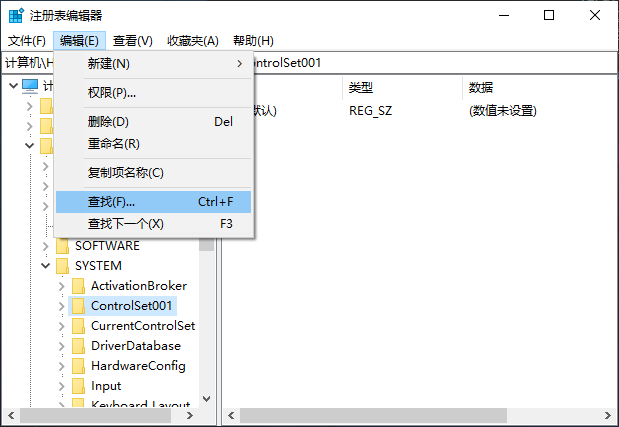 注册表编辑器
文件(F) 编辑(E) 查看(V) 收藏夹(A) 帮助(H)
计算机\H ontrolSet001
新建(N)
权限(P)...
删除(D) Del
重命名(R)
复制项名称(C)
查找(F)... Ctrl+F
查找下一个(X) F3
计
类型 数据
默认) REG_SZ (数值未设置)
SOFTWARE
SYSTEM
ActivationBroker
ControlSet001
CurrentControlSet
DriverDatabase
HardwareConfig
Input
Keyboard Layout